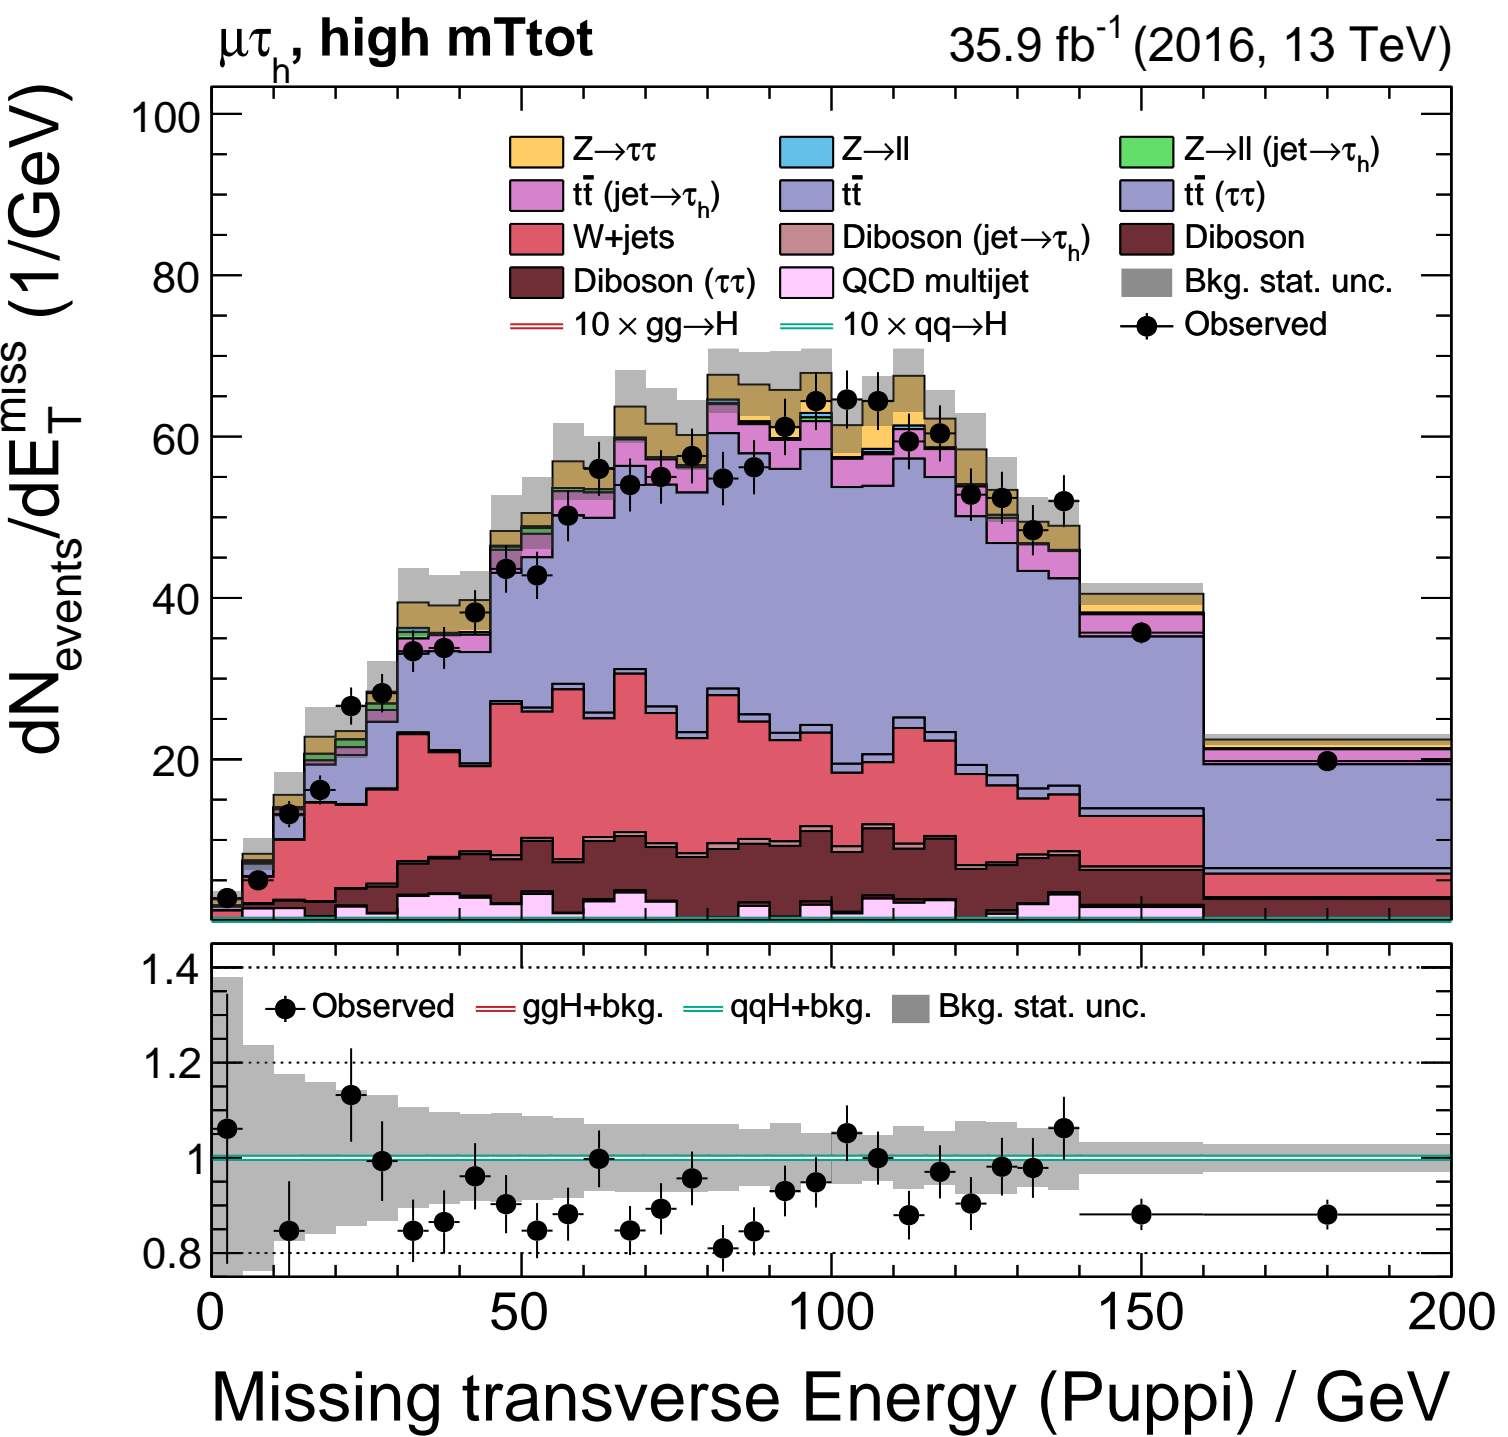 μτh, high mTtot 35.9 fb-1 (2016, 13 TeV)
dNevents/dETmiss (1/GeV)
100
80
60
40
20
Z→ττ Z→ll Z→ll (jet→τh)
tt̄ (jet→τh) tt̄ tt̄ (ττ)
W+jets Diboson (jet→τh) Diboson
Diboson (ττ) QCD multijet Bkg. stat. unc.
10 × gg→H 10 × qq→H Observed
1.4
1.2
1
0.8
Observed ggH+bkg. qqH+bkg. Bkg. stat. unc.
0 50 100 150 200
Missing transverse Energy (Puppi) / GeV